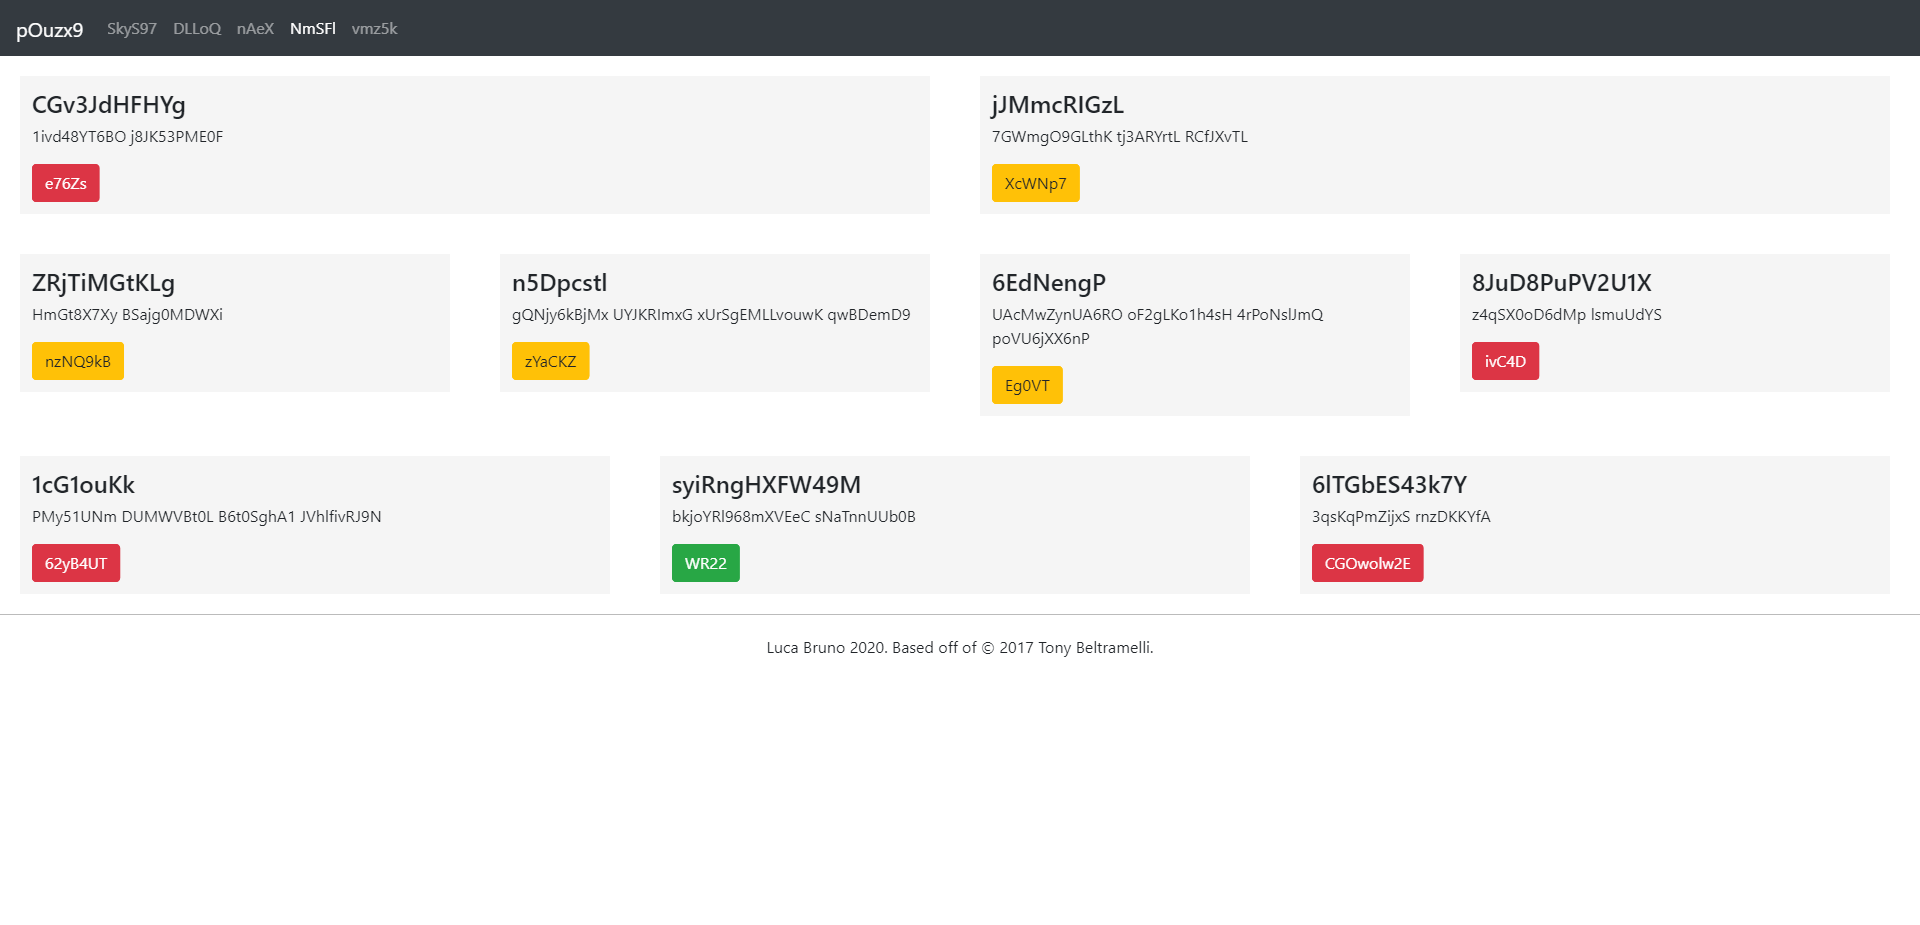 pOuzx9 SkyS97 DLLoQ nAeX NmSFl vmz5k
CGv3JdHFHYg
1ivd48YT6BO j8JK53PME0F
e76Zs
jJMmcRIGzL
7GWmgO9GLthK tj3ARYrtL RCfJXvTL
XcWNp7
ZRjTiMGtKLg
HmGt8X7Xy BSajg0MDWXi
nzNQ9kB
n5Dpcstl
gQNjy6kBjMx UYJKRImxG xUrSgEMLLvouwK qwBDemD9
zYaCKZ
6EdNengP
UAcMwZynUA6RO oF2gLKo1h4sH 4rPoNslJmQ
poVU6jXX6nP
Eg0VT
8JuD8PuPV2U1X
z4qSX0oD6dMp lsmuUdYS
ivC4D
1cG1ouKk
PMy51UNm DUMWVBt0L B6t0SghA1 JVhlfivRJ9N
62yB4UT
syiRngHXFW49M
bkjoYRl968mXVEeC sNaTnnUUb0B
WR22
6lTGbES43k7Y
3qsKqPmZijxS rnzDKKYfA
CGOwolw2E
Luca Bruno 2020. Based off of © 2017 Tony Beltramelli.